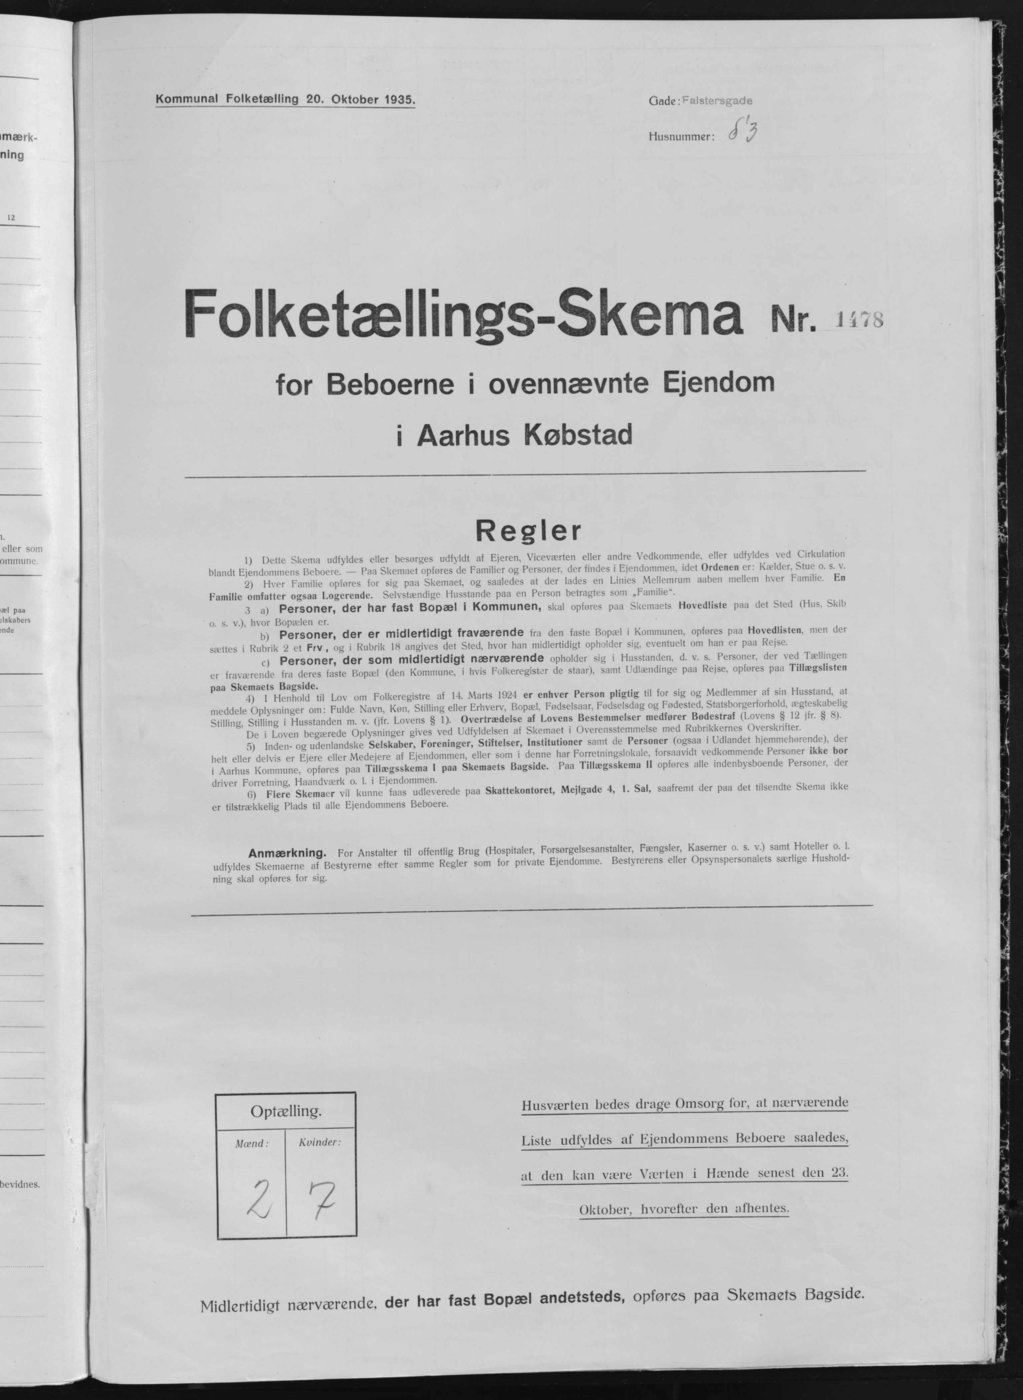 mærk-
ning
12
eller som
ommune.
æl paa
elskabers
ende
bevidnes.
Kommunal Folketælling 20. Oktober 1935.
Gade: Falstersgade
Husnummer: 53
Folketællings-Skema Nr. 1478
for Beboerne i ovennævnte Ejendom
i Aarhus Købstad
Regler
1) Dette Skema udfyldes eller besørges udfyldt af Ejeren, Viceværten eller andre Vedkommende, eller udfyldes ved Cirkulation
blandt Ejendommens Beboere. — Paa Skemaet opføres de Familier og Personer, der findes i Ejendommen, idet Ordenen er: Kælder, Stue o. s. v.
2) Hver Familie opføres for sig paa Skemaet, og saaledes at der lades en Linies Mellemrum aaben mellem hver Familie. En
Familie omfatter ogsaa Logerende. Selvstændige Husstande paa en Person betragtes som „Familie“.
3 a) Personer, der har fast Bopæl i Kommunen, skal opføres paa Skemaets Hovedliste paa det Sted (Hus, Skib
o. s. v.), hvor Bopælen er.
b) Personer, der er midlertidigt fraværende fra den faste Bopæl i Kommunen, opføres paa Hovedlisten, men der
sættes i Rubrik 2 et Frv., og i Rubrik 18 angives det Sted, hvor han midlertidigt opholder sig, eventuelt om han er paa Rejse.
c) Personer, der som midlertidigt nærværende opholder sig i Husstanden, d. v. s. Personer, der ved Tællingen
er fraværende fra deres faste Bopæl (den Kommune, i hvis Folkeregister de staar), samt Udlændinge paa Rejse, opføres paa Tillægslisten
paa Skemaets Bagside.
4) I Henhold til Lov om Folkeregistre af 14. Marts 1924 er enhver Person pligtig til for sig og Medlemmer af sin Husstand, at
meddele Oplysninger om: Fulde Navn, Køn, Stilling eller Erhverv, Bopæl, Fødselsaar, Fødselsdag og Fødested, Statsborgerforhold, ægteskabelig
Stilling, Stilling i Husstanden m. v. (jfr. Lovens § 1). Overtrædelse af Lovens Bestemmelser medfører Bødestraf (Lovens § 12 jfr. § 8).
De i Loven begærede Oplysninger gives ved Udfyldelsen af Skemaet i Overensstemmelse med Rubrikkernes Overskrifter.
5) Inden- og udenlandske Selskaber, Foreninger, Stiftelser, Institutioner samt de Personer (ogsaa i Udlandet hjemmehørende), der
helt eller delvis er Ejere eller Medejere af Ejendommen, eller som i denne har Forretningslokale, forsaavidt vedkommende Personer ikke bor
i Aarhus Kommune, opføres paa Tillægsskema I paa Skemaets Bagside. Paa Tillægsskema II opføres alle indenbysboende Personer, der
driver Forretning, Haandværk o. l. i Ejendommen.
6) Flere Skemaer vil kunne faas udleverede paa Skattekontoret, Mejlgade 4, 1. Sal, saafremt der paa det tilsendte Skema ikke
er tilstrækkelig Plads til alle Ejendommens Beboere.
Anmærkning. For Anstalter til offentlig Brug (Hospitaler, Forsørgelsesanstalter, Fængsler, Kaserner o. s. v.) samt Hoteller o. l.
udfyldes Skemaerne af Bestyrerne efter samme Regler som for private Ejendomme. Bestyrerens eller Opsynspersonalets særlige Hushold-
ning skal opføres for sig.
Optælling.
Mænd: Kvinder:
2 7
Husværten bedes drage Omsorg for, at nærværende
Liste udfyldes af Ejendommens Beboere saaledes,
at den kan være Værten i Hænde senest den 23.
Oktober, hvorefter den afhentes.
Midlertidigt nærværende, der har fast Bopæl andetsteds, opføres paa Skemaets Bagside.